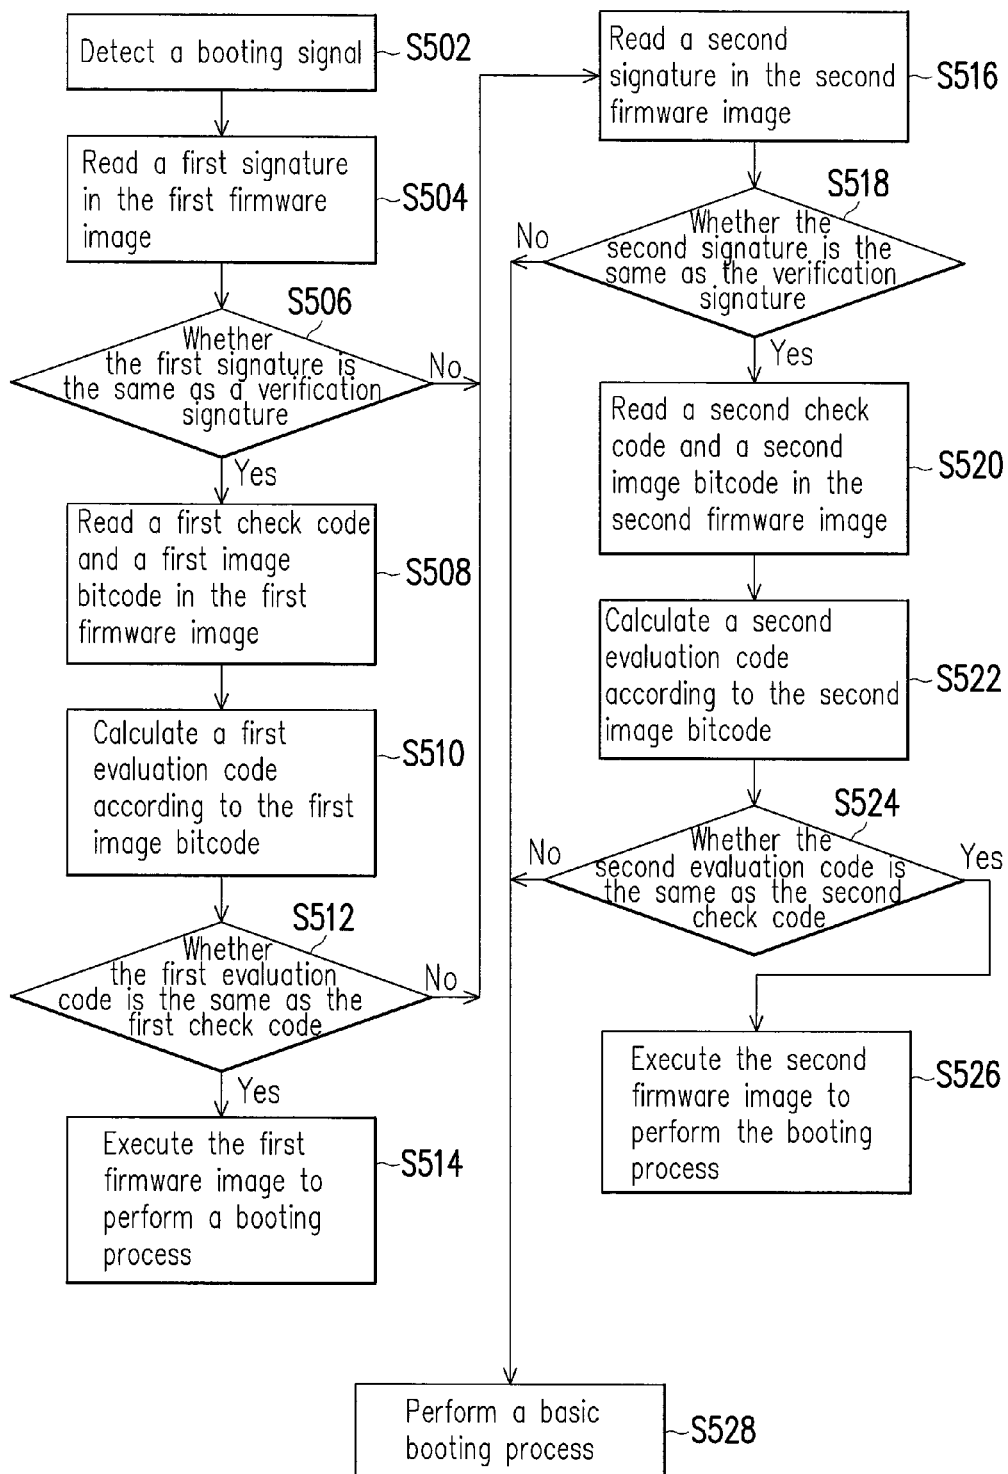 Detect a booting signal
S502
Read a first signature
in the first firmware
image
S504
S506
Whether
the first signature is
the same as a verification
signature
No
Yes
Read a first check code
and a first image
bitcode in the first
firmware image
S508
Calculate a first
evaluation code
according to the first
image bitcode
S510
S512
Whether
the first evaluation
code is the same as the
first check code
No
Yes
Execute the first
firmware image to
perform a booting
process
S514
Read a second
signature in the second
firmware image
S516
S518
Whether the
second signature is the
same as the verification
signature
No
Yes
Read a second check
code and a second
image bitcode in the
second firmware image
S520
Calculate a second
evaluation code
according to the second
image bitcode
S522
S524
Whether the
second evaluation code is
the same as the second
check code
No
Yes
Execute the second
firmware image to
perform the booting
process
S526
Perform a basic
booting process
S528